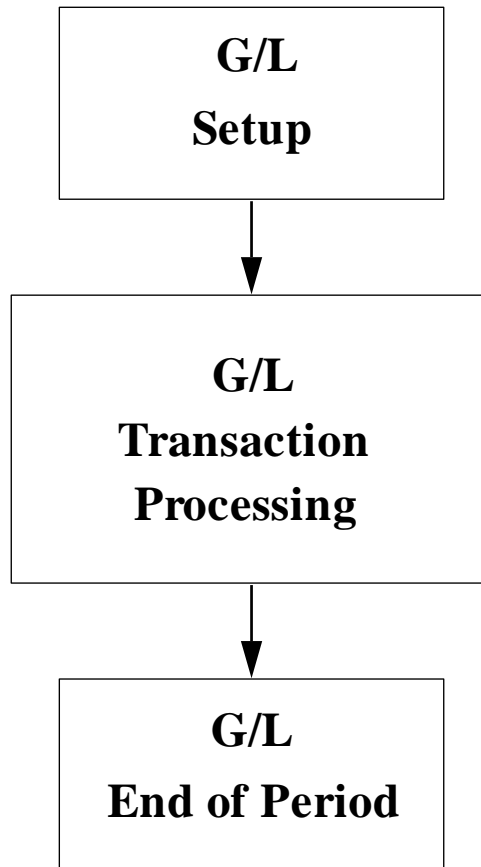 G/L
Setup
G/L
Transaction
Processing
G/L
End of Period